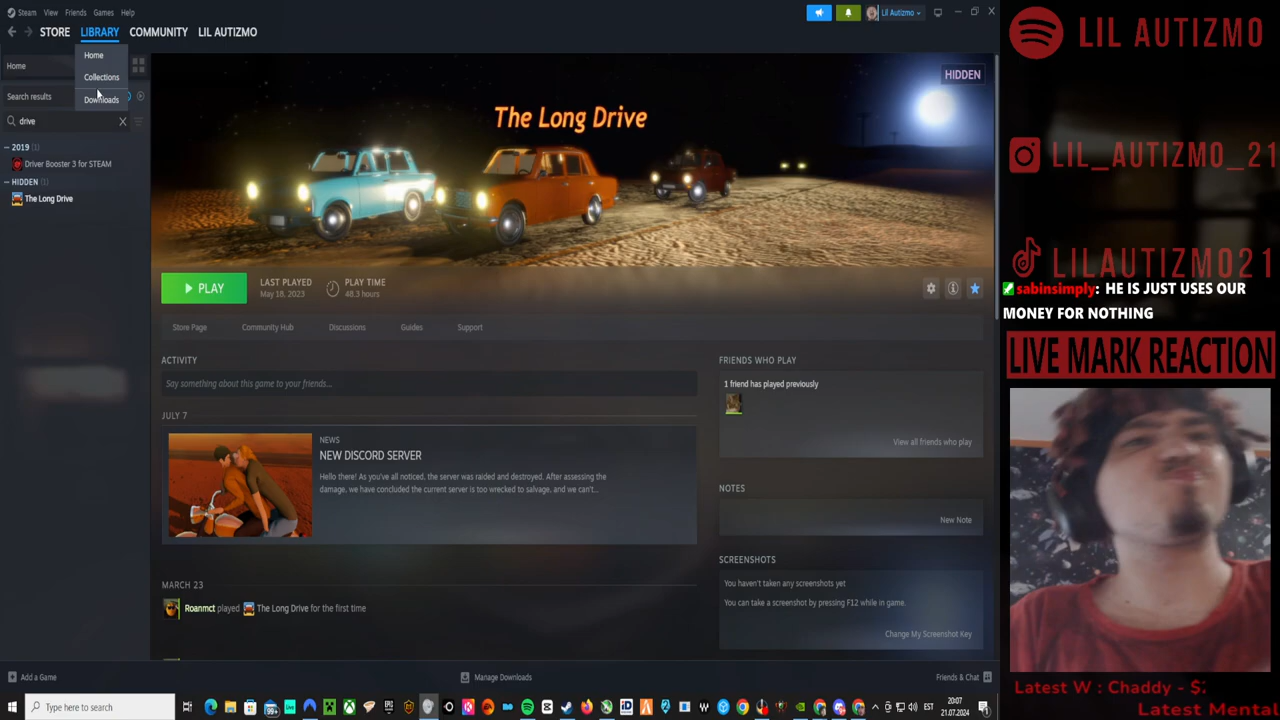 Steam View Friends Games Help
Lil Autizmo
STORE LIBRARY COMMUNITY LIL AUTIZMO
Home
Collections
Downloads
Home
Search results
drive
2019 (1)
Driver Booster 3 for STEAM
HIDDEN (1)
The Long Drive
The Long Drive
HIDDEN
PLAY
LAST PLAYED
May 18, 2023
PLAY TIME
48.3 hours
Store Page Community Hub Discussions Guides Support
ACTIVITY
Say something about this game to your friends...
JULY 7
NEWS
NEW DISCORD SERVER
Hello there! As you've all noticed, the server was raided and destroyed. After assessing the
damage, we have concluded the current server is too wrecked to salvage, and we can't...
MARCH 23
Roanmct played The Long Drive for the first time
FRIENDS WHO PLAY
1 friend has played previously
View all friends who play
NOTES
New Note
SCREENSHOTS
You haven't taken any screenshots yet
You can take a screenshot by pressing F12 while in game.
Change My Screenshot Key
Add a Game
Manage Downloads
Friends & Chat
Type here to search
99+
EST
20:07
21.07.2024
LIL AUTIZMO
LIL_AUTIZMO_21
LILAUTIZMO21
sabinsimply: HE IS JUST USES OUR
MONEY FOR NOTHING
LIVE MARK REACTION
Latest W : Chaddy - $
Latest Mental